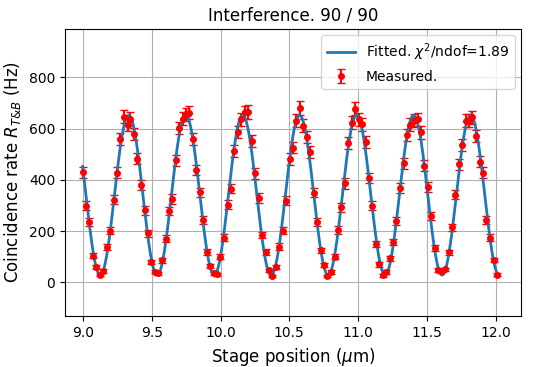 Interference. 90 / 90
Fitted. χ²/ndof=1.89
Measured.
Coincidence rate R_{T&B} (Hz)
800
600
400
200
0
9.0 9.5 10.0 10.5 11.0 11.5 12.0
Stage position (μm)